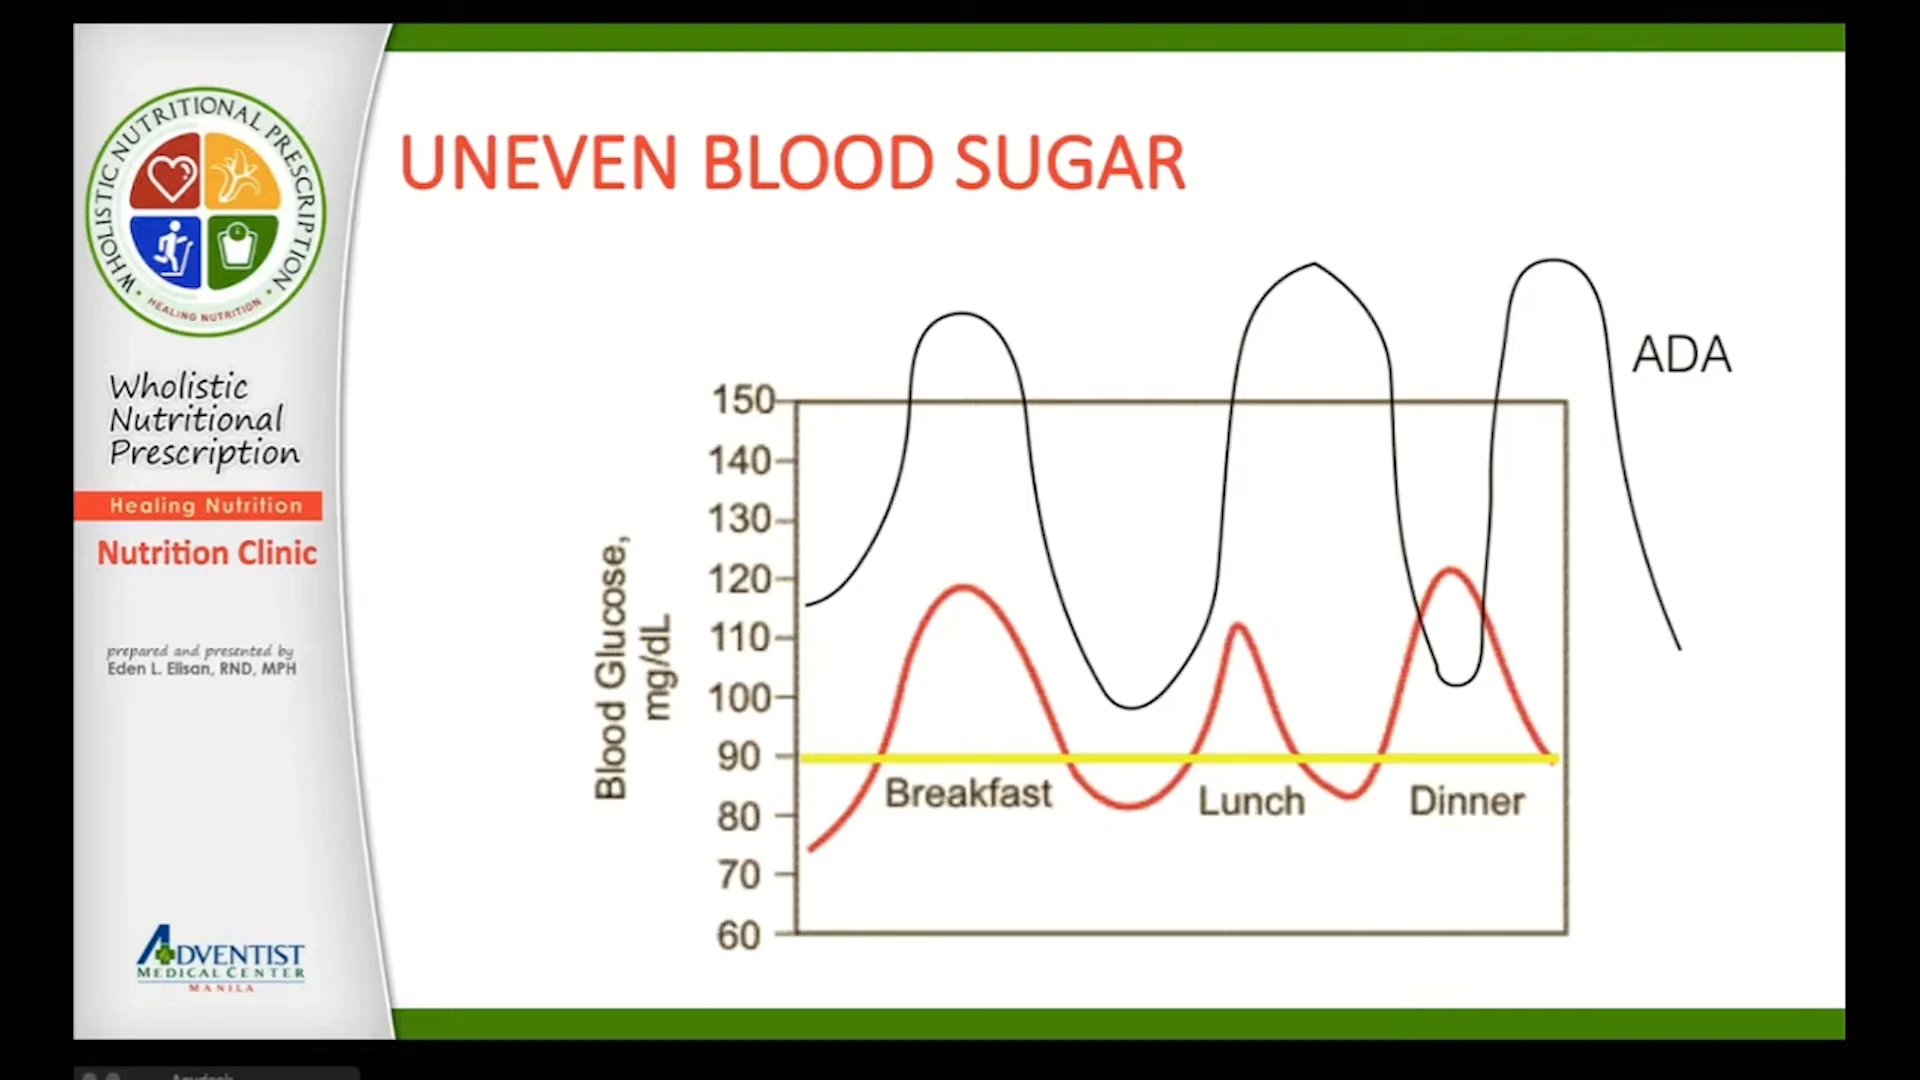 WHOLISTIC NUTRITIONAL PRESCRIPTION
HEALING NUTRITION
Wholistic
Nutritional
Prescription
Healing Nutrition
Nutrition Clinic
prepared and presented by
Eden L. Elisan, RND, MPH
ADVENTIST
MEDICAL CENTER
MANILA
UNEVEN BLOOD SUGAR
ADA
Blood Glucose,
mg/dL
150
140
130
120
110
100
90
80
70
60
Breakfast
Lunch
Dinner